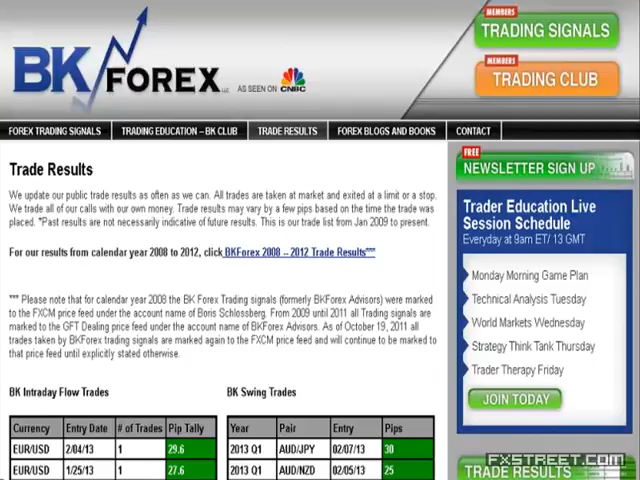 MEMBERS
TRADING SIGNALS
BK FOREX LLC
AS SEEN ON CNBC
MEMBERS
TRADING CLUB
FOREX TRADING SIGNALS
TRADING EDUCATION – BK CLUB
TRADE RESULTS
FOREX BLOGS AND BOOKS
CONTACT
Trade Results
We update our public trade results as often as we can. All trades are taken at market and exited at a limit or a stop.
We trade all of our calls with our own money. Trade results may vary by a few pips based on the time the trade was
placed. *Past results are not necessarily indicative of future results. This is our trade list from Jan 2009 to present.
For our results from calendar year 2008 to 2012, click BKForex 2008 – 2012 Trade Results***
*** Please note that for calendar year 2008 the BK Forex Trading signals (formerly BKForex Advisors) were marked
to the FXCM price feed under the account name of Boris Schlossberg. From 2009 until 2011 all Trading signals are
marked to the GFT Dealing price feed under the account name of BKForex Advisors. As of October 19, 2011 all
trades taken by BKForex trading signals are marked again to the FXCM price feed and will continue to be marked to
that price feed until explicitly stated otherwise.
BK Intraday Flow Trades
Currency Entry Date # of Trades Pip Tally
EUR/USD 2/04/13 1 29.6
EUR/USD 1/25/13 1 27.6
BK Swing Trades
Year Pair Entry Pips
2013 Q1 AUD/JPY 02/07/13 30
2013 Q1 AUD/NZD 02/05/13 25
FREE
NEWSLETTER SIGN UP
Trader Education Live
Session Schedule
Everyday at 9am ET/ 13 GMT
Monday Morning Game Plan
Technical Analysis Tuesday
World Markets Wednesday
Strategy Think Tank Thursday
Trader Therapy Friday
JOIN TODAY
FXSTREET.COM
TRADE RESULTS